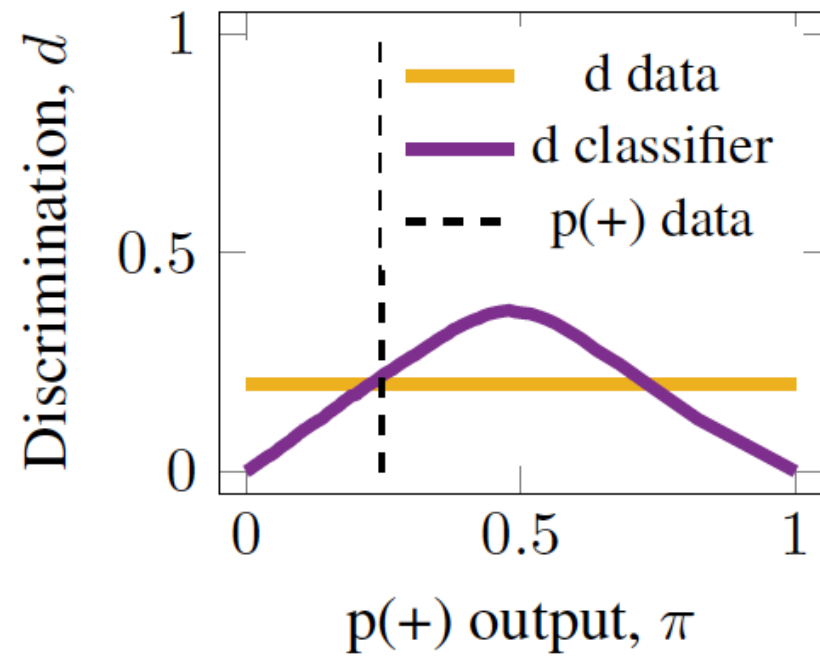 Discrimination, d
1
0.5
0
d data
d classifier
p(+) data
0
0.5
1
p(+) output, π